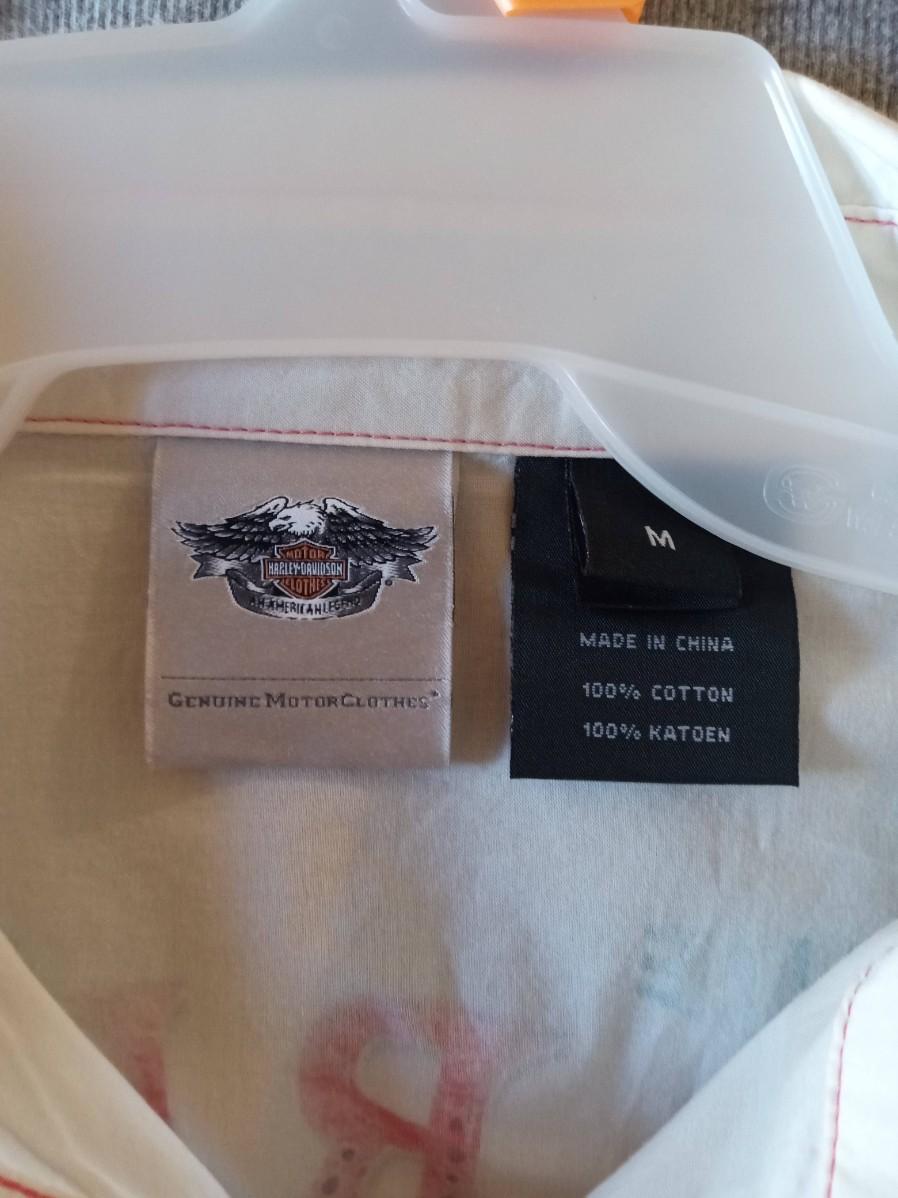 MOTOR
HARLEY-DAVIDSON
CLOTHES
AN AMERICAN LEGEND
GENUINE MOTORCLOTHES
M
MADE IN CHINA
100% COTTON
100% KATOEN